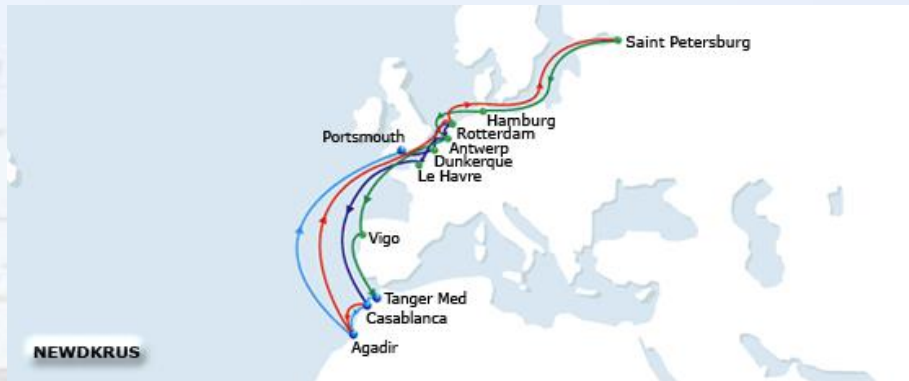 Saint Petersburg
Hamburg
Rotterdam
Portsmouth
Antwerp
Dunkerque
Le Havre
Vigo
Tanger Med
Casablanca
Agadir
NEWDKRUS